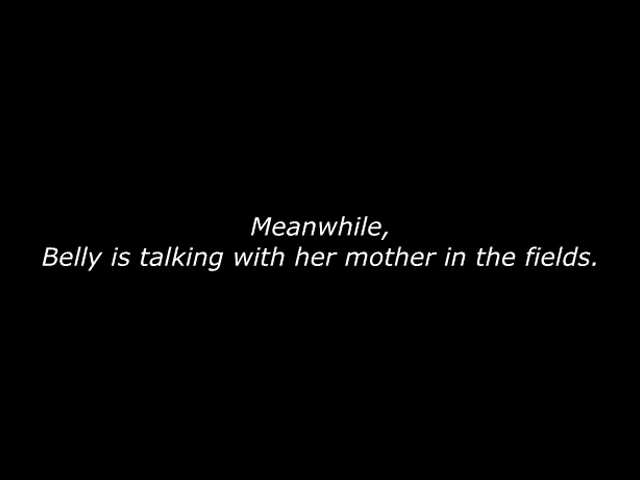 Meanwhile,
Belly is talking with her mother in the fields.